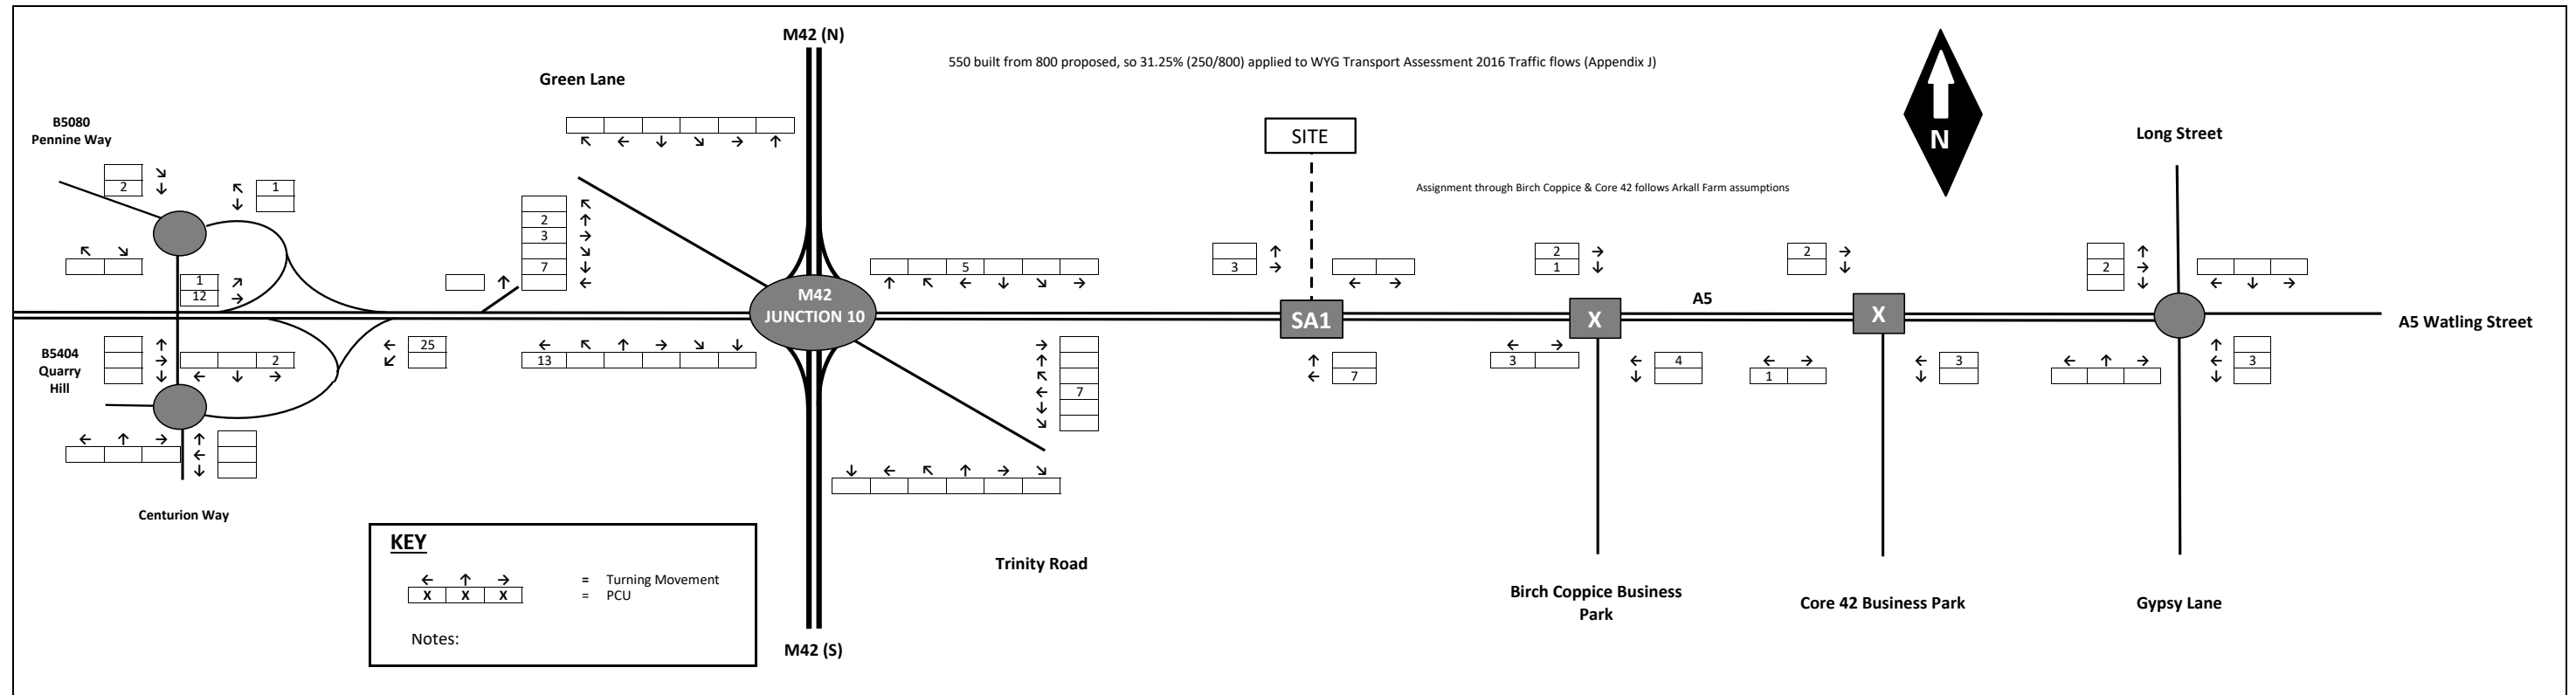 M42 (N)
550 built from 800 proposed, so 31.25% (250/800) applied to WYG Transport Assessment 2016 Traffic flows (Appendix J)
Green Lane
B5080
Pennine Way
SITE
N
Long Street
2
1
2
3
7
Assignment through Birch Coppice & Core 42 follows Arkall Farm assumptions
1
12
5
3
2
1
2
2
M42
JUNCTION 10
SA1
X
A5
X
A5 Watling Street
B5404
Quarry
Hill
2
25
13
7
7
3
4
1
3
3
Centurion Way
KEY
← ↑ → = Turning Movement
X X X = PCU
Notes:
Trinity Road
M42 (S)
Birch Coppice Business
Park
Core 42 Business Park
Gypsy Lane